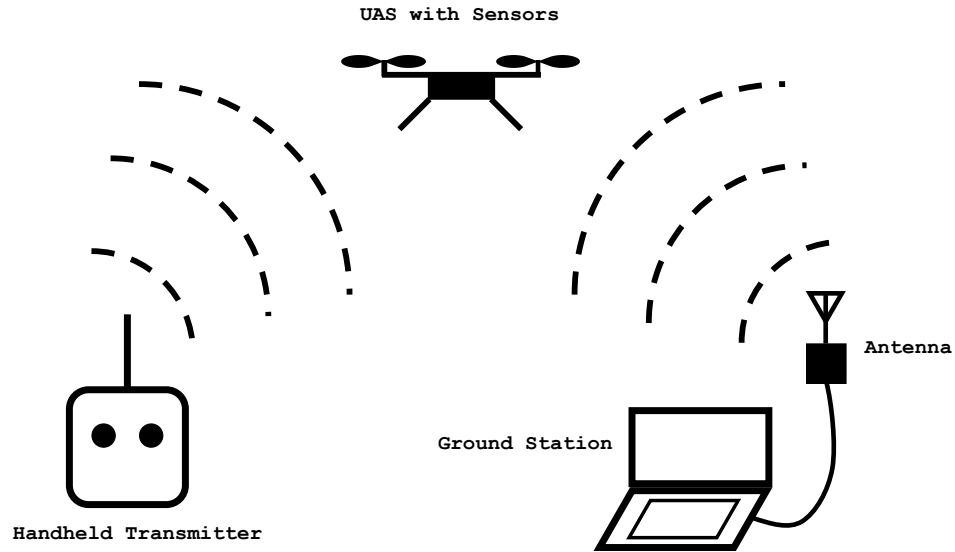 UAS with Sensors
Antenna
Ground Station
Handheld Transmitter